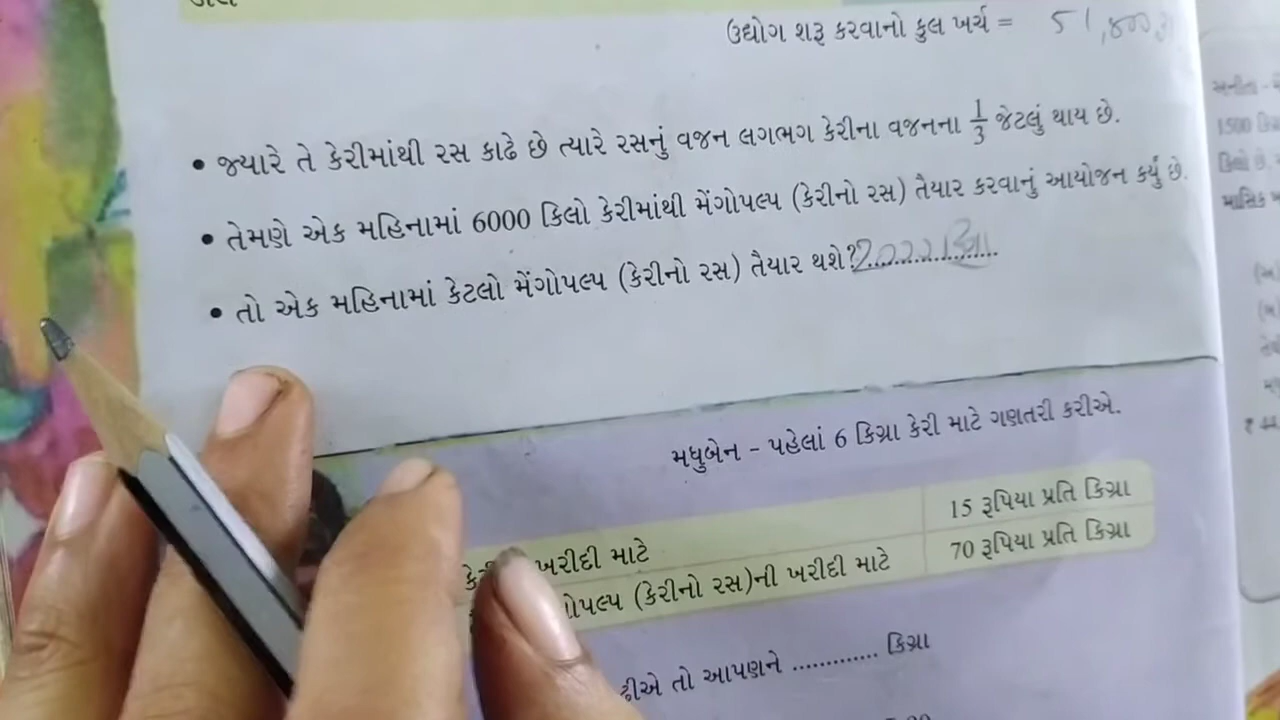 ઉદ્યોગ શરૂ કરવાનો કુલ ખર્ચ =
• જ્યારે તે કેરીમાંથી રસ કાઢે છે ત્યારે રસનું વજન લગભગ કેરીના વજનના 1/3 જેટલું થાય છે.
• તેમણે એક મહિનામાં 6000 કિલો કેરીમાંથી મેંગોપલ્પ (કેરીનો રસ) તૈયાર કરવાનું આયોજન કર્યું છે.
• તો એક મહિનામાં કેટલો મેંગોપલ્પ (કેરીનો રસ) તૈયાર થશે?
મધુબેન – પહેલાં 6 કિગ્રા કેરી માટે ગણતરી કરીએ.
ખરીદી માટે 15 રૂપિયા પ્રતિ કિગ્રા
(કેરીનો રસ)ની ખરીદી માટે 70 રૂપિયા પ્રતિ કિગ્રા
તો આપણને ............. કિગ્રા
1500